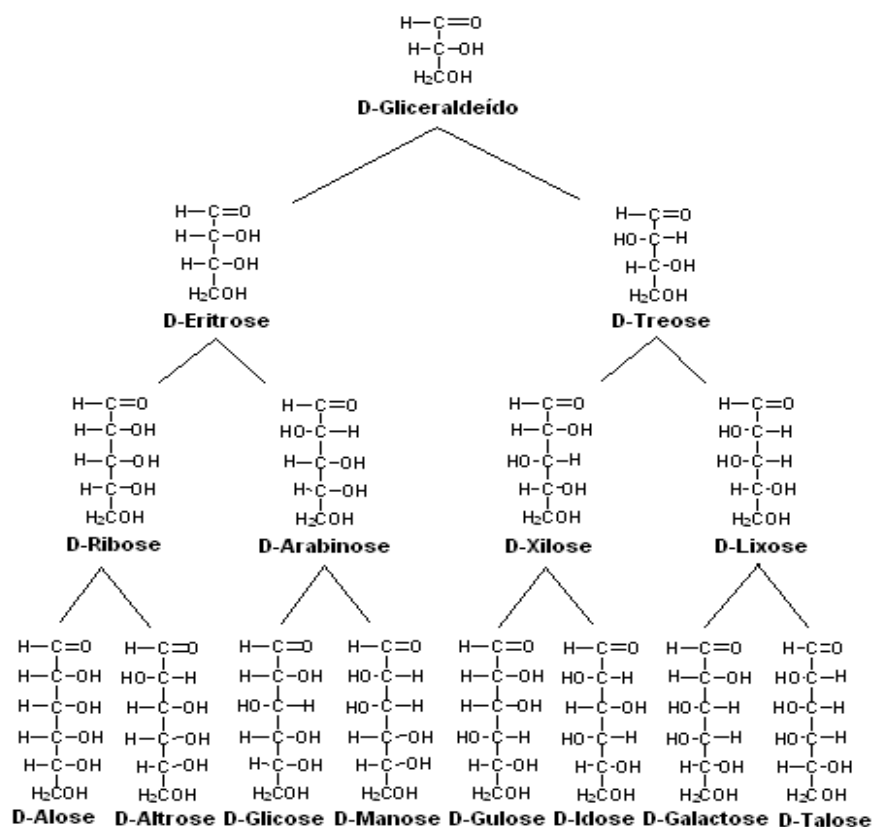 H—C=O
H—C—OH
H₂COH
D-Gliceraldeído
H—C=O
H—C—OH
H—C—OH
H₂COH
D-Eritrose
H—C=O
HO-C—H
H—C—OH
H₂COH
D-Treose
H—C=O
H—C—OH
H—C—OH
H—C—OH
H₂COH
D-Ribose
H—C=O
HO-C—H
H—C—OH
H-C-OH
H₂COH
D-Arabinose
H—C=O
H—C—OH
HO-C—H
H-C-OH
H₂COH
D-Xilose
H—C=O
HO-C—H
HO-C—H
H-C-OH
H₂COH
D-Lixose
H—C=O
H—C—OH
H—C—OH
H—C—OH
H—C—OH
H₂COH
D-Alose
H—C=O
HO-C—H
H—C—OH
H—C—OH
H-C-OH
H₂COH
D-Altrose
H—C=O
H—C—OH
HO-C—H
H—C—OH
H-C-OH
H₂COH
D-Glicose
H—C=O
HO-C—H
HO-C—H
H—C—OH
H-C-OH
H₂COH
D-Manose
H—C=O
H—C—OH
H—C—OH
HO-C—H
H-C-OH
H₂COH
D-Gulose
H—C=O
HO-C—H
H—C—OH
HO-C—H
H-C-OH
H₂COH
D-Idose
H—C=O
H—C—OH
HO-C—H
HO-C—H
H-C-OH
H₂COH
D-Galactose
H—C=O
HO-C—H
HO-C—H
HO-C—H
H-C-OH
H₂COH
D-Talose